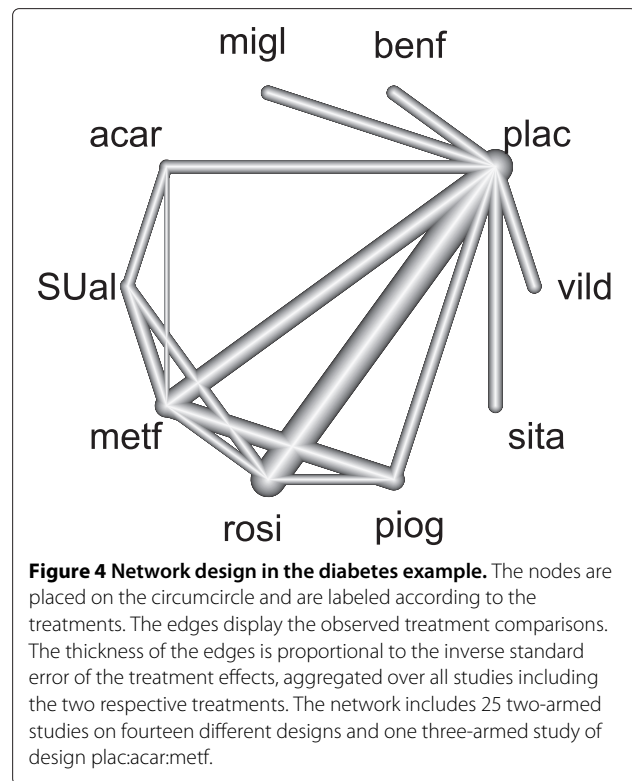 migl benf
acar plac
SUal vild
metf sita
rosi piog
Figure 4 Network design in the diabetes example. The nodes are
placed on the circumcircle and are labeled according to the
treatments. The edges display the observed treatment comparisons.
The thickness of the edges is proportional to the inverse standard
error of the treatment effects, aggregated over all studies including
the two respective treatments. The network includes 25 two-armed
studies on fourteen different designs and one three-armed study of
design plac:acar:metf.